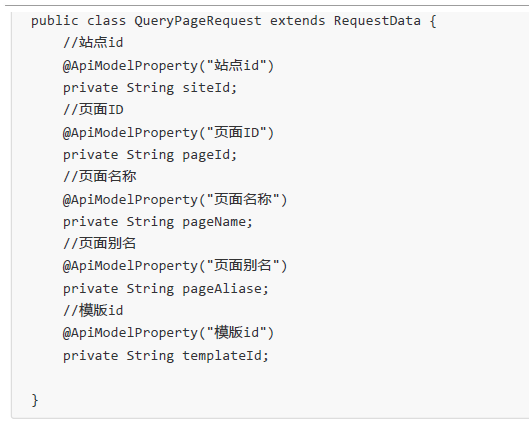 public class QueryPageRequest extends RequestData {
//站点id
@ApiModelProperty("站点id")
private String siteId;
//页面ID
@ApiModelProperty("页面ID")
private String pageId;
//页面名称
@ApiModelProperty("页面名称")
private String pageName;
//页面别名
@ApiModelProperty("页面别名")
private String pageAliase;
//模版id
@ApiModelProperty("模版id")
private String templateId;
}